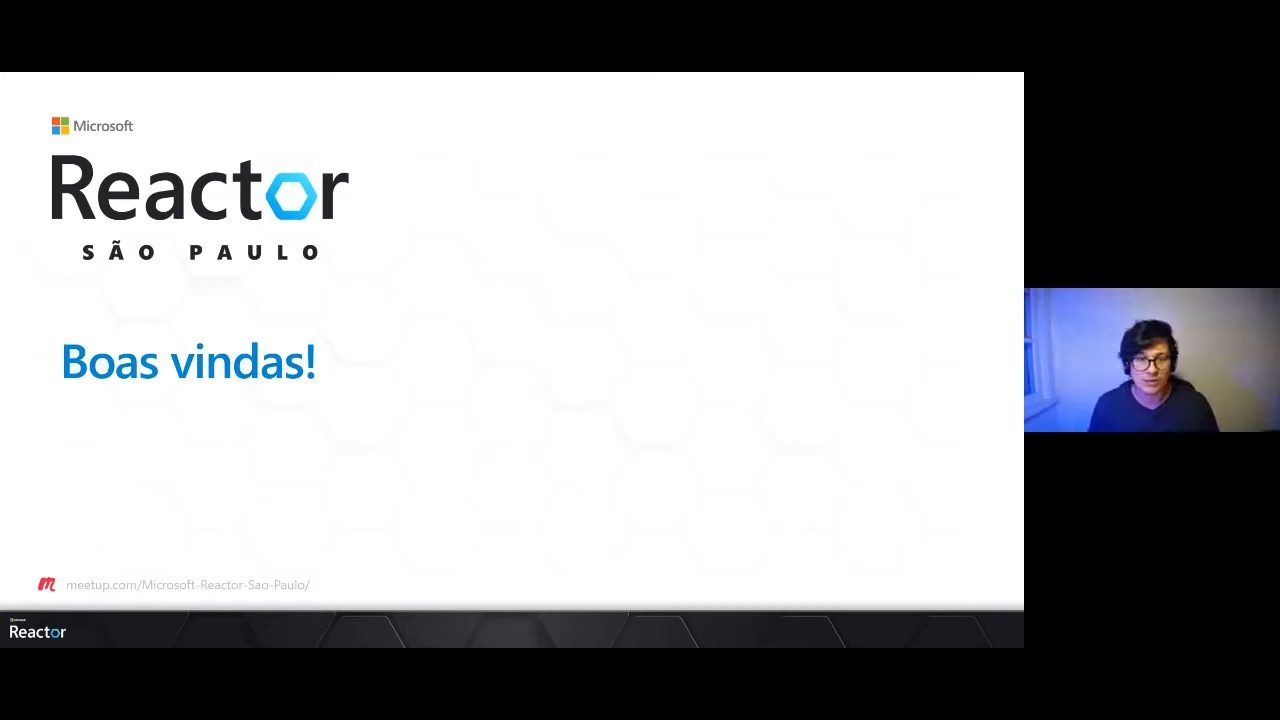 Microsoft
Reactor
SÃO PAULO
Boas vindas!
meetup.com/Microsoft-Reactor-Sao-Paulo/
Reactor